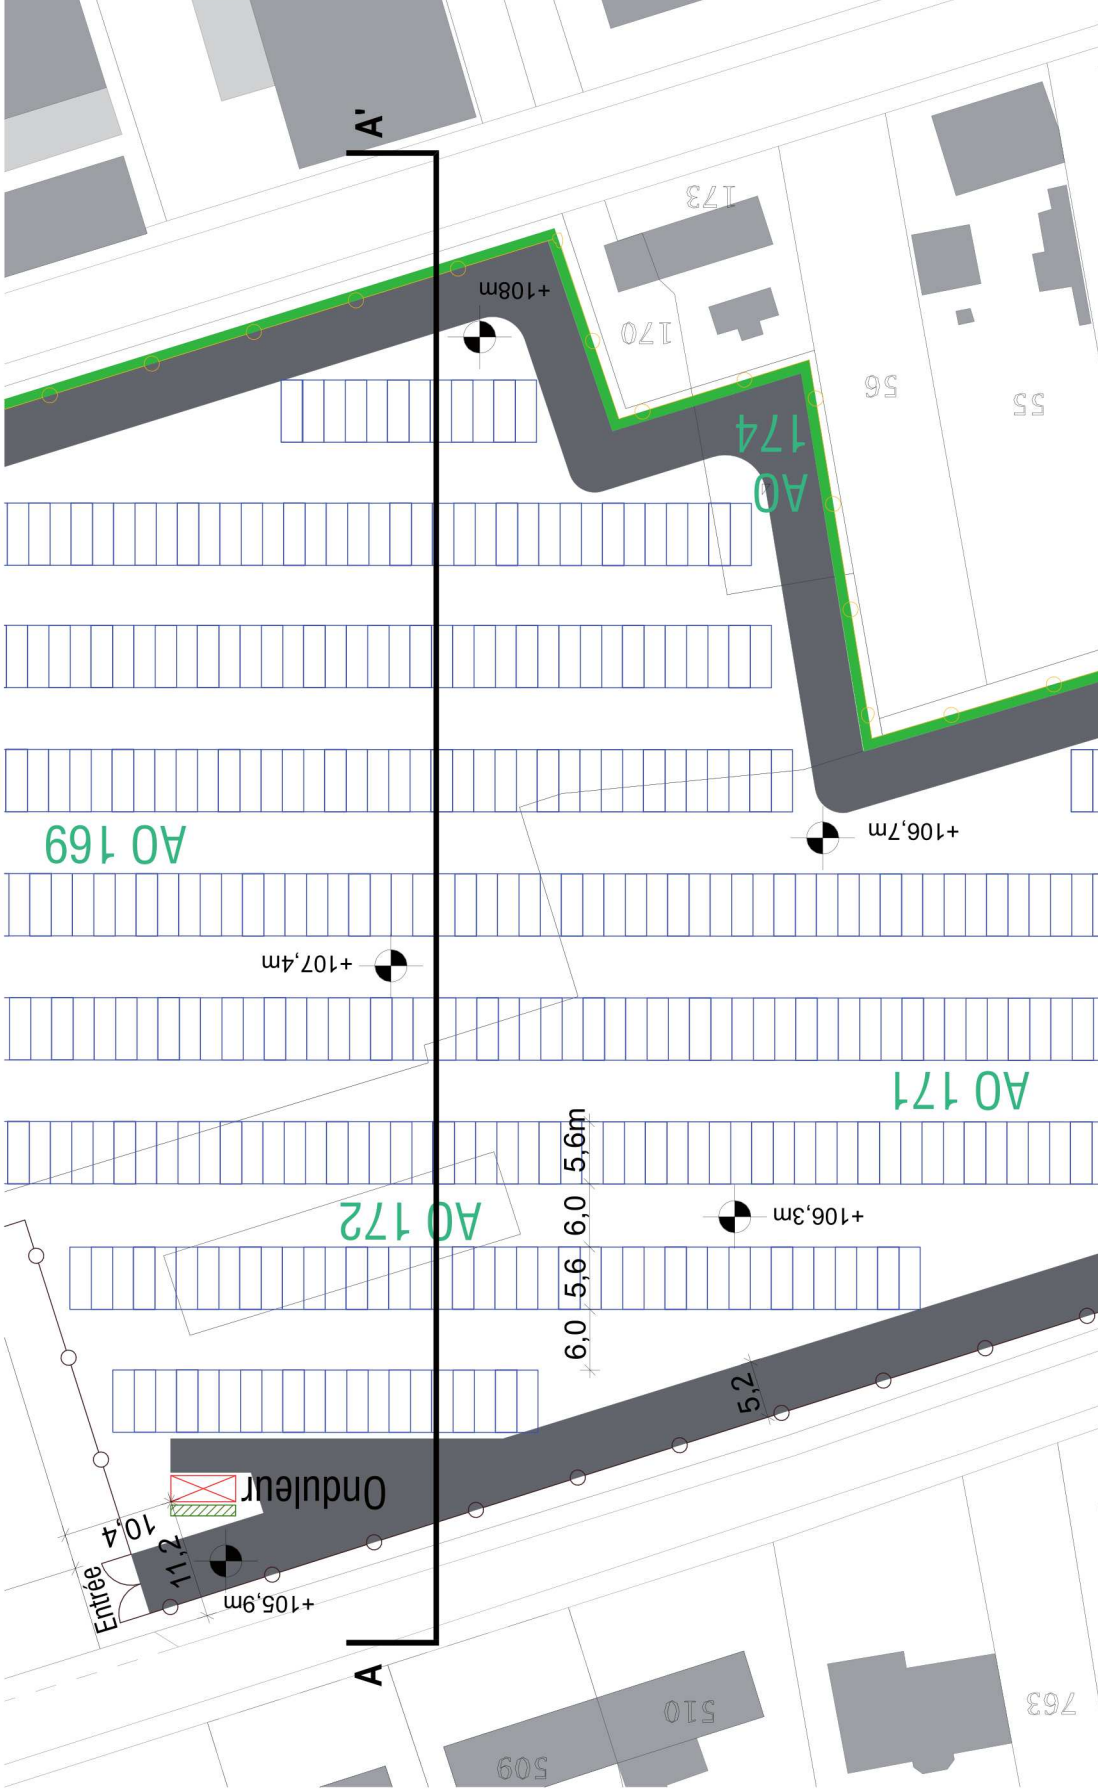 A'
173
+108m
170
56
55
AO
174
AO 169
+106,7m
+107,4m
AO 171
5,6m
6,0
5,6
6,0
AO 172
+106,3m
5,2
Onduleur
10,4
11,2
Entrée
+105,9m
A
510
509
763